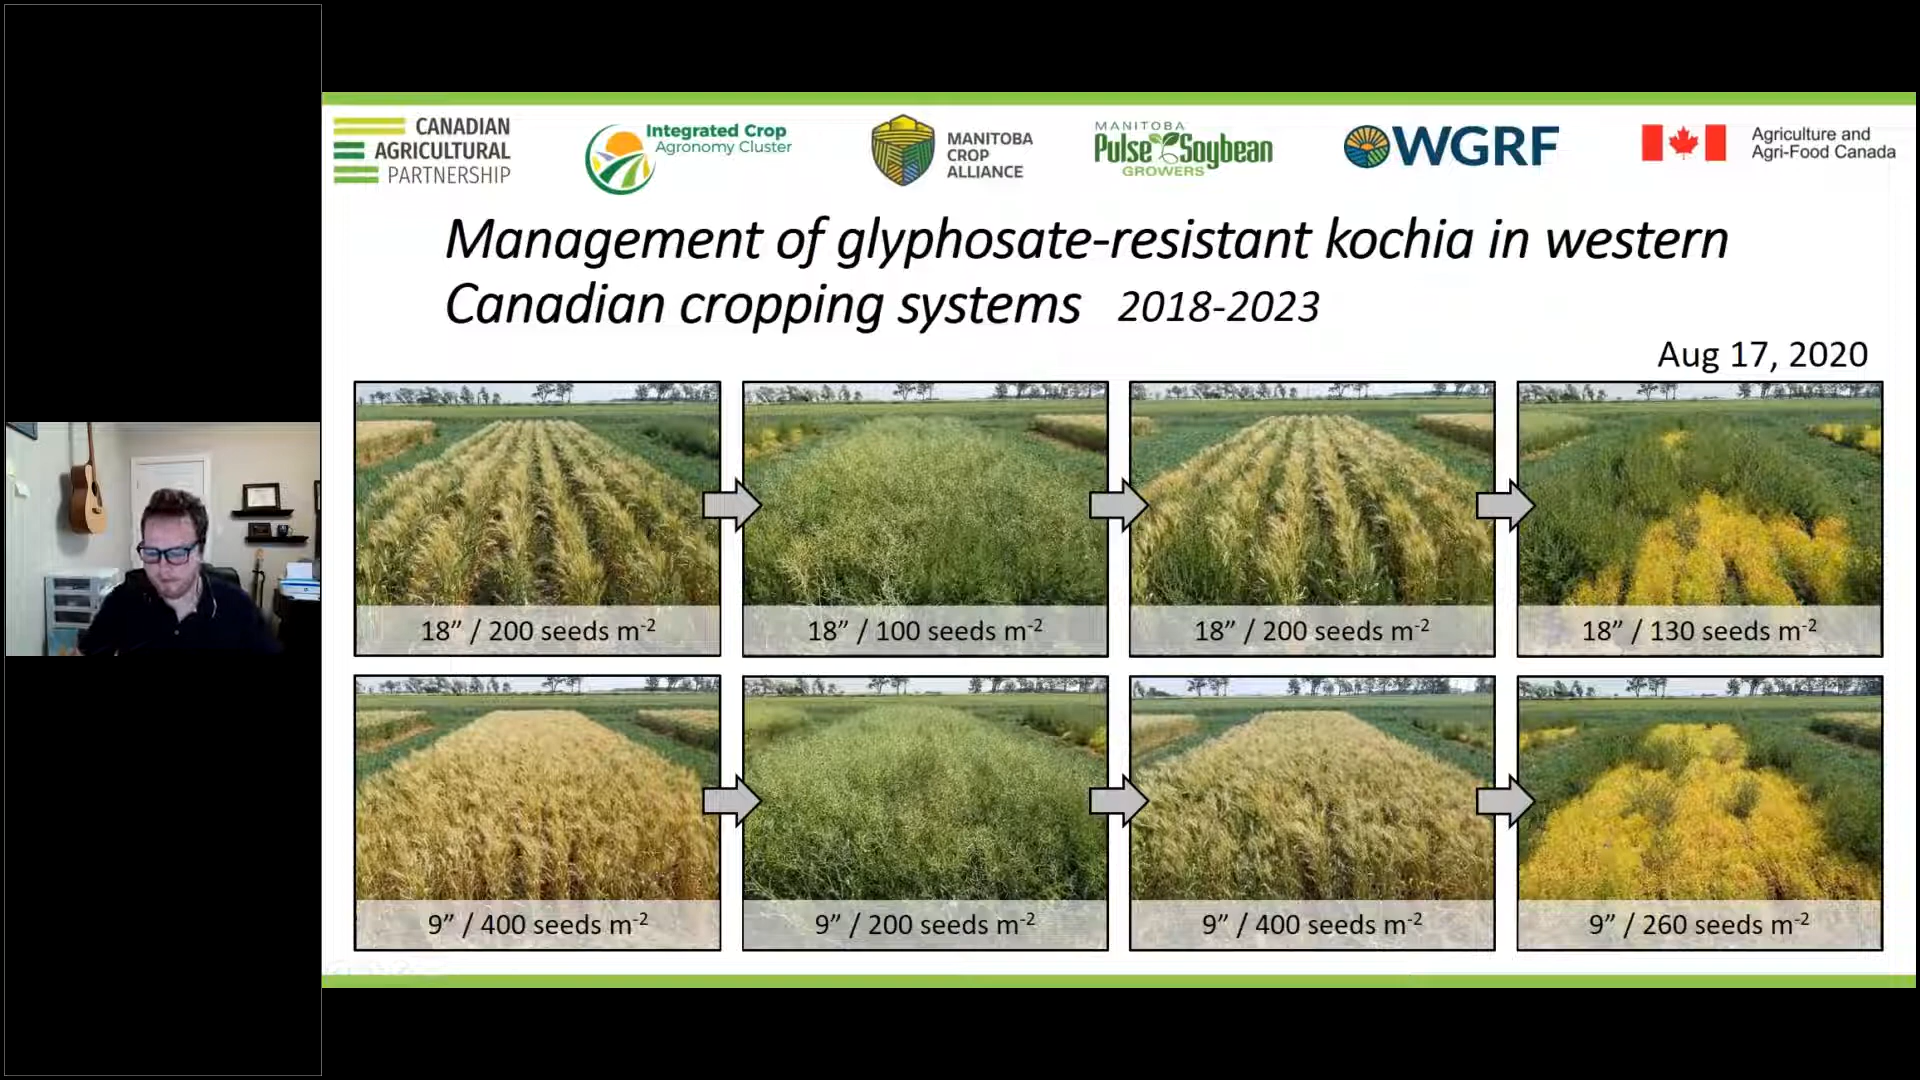 CANADIAN
AGRICULTURAL
PARTNERSHIP
Integrated Crop
Agronomy Cluster
MANITOBA
CROP
ALLIANCE
MANITOBA
Pulse Soybean
GROWERS
WGRF
Agriculture and
Agri-Food Canada
Management of glyphosate-resistant kochia in western
Canadian cropping systems 2018-2023
Aug 17, 2020
18” / 200 seeds m-2
18” / 100 seeds m-2
18” / 200 seeds m-2
18” / 130 seeds m-2
9” / 400 seeds m-2
9” / 200 seeds m-2
9” / 400 seeds m-2
9” / 260 seeds m-2